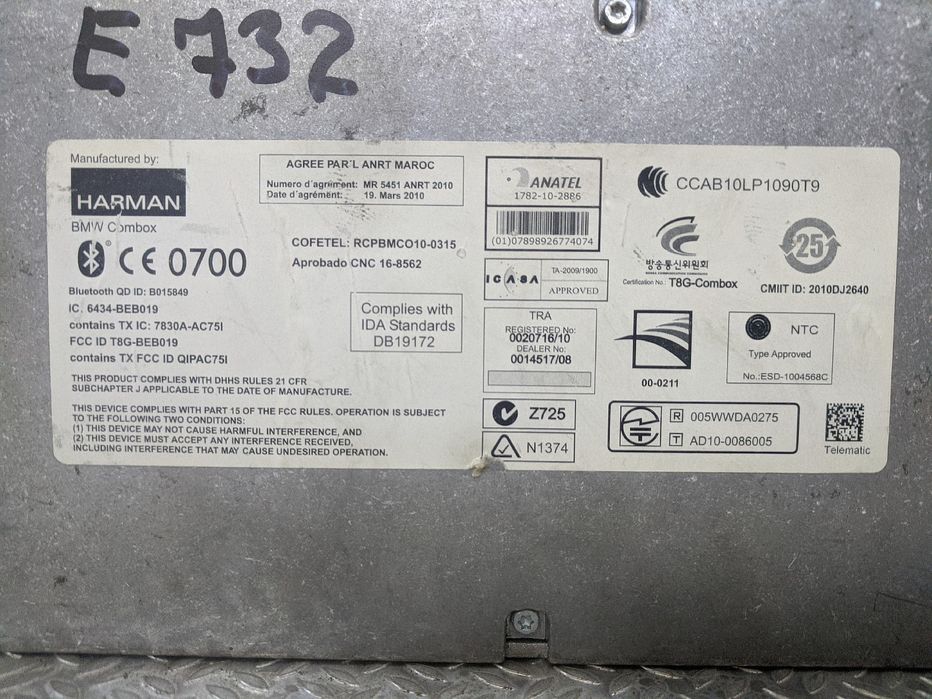 E 732
Manufactured by:
HARMAN
BMW Combox
CE 0700
Bluetooth QD ID: B015849
IC. 6434-BEB019
contains TX IC: 7830A-AC75I
FCC ID T8G-BEB019
contains TX FCC ID QIPAC75I
THIS PRODUCT COMPLIES WITH DHHS RULES 21 CFR
SUBCHAPTER J APPLICABLE TO THE DATE OF MANUFACTURE.
THIS DEVICE COMPLIES WITH PART 15 OF THE FCC RULES. OPERATION IS SUBJECT
TO THE FOLLOWING TWO CONDITIONS:
(1) THIS DEVICE MAY NOT CAUSE HARMFUL INTERFERENCE, AND
(2) THIS DEVICE MUST ACCEPT ANY INTERFERENCE RECEIVED,
INCLUDING INTERFERENCE THAT MAY CAUSE UNDESIRED OPERATION.
AGREE PAR´L ANRT MAROC
Numero d´agrément: MR 5451 ANRT 2010
Date d´agrément: 19. Mars 2010
COFETEL: RCPBMCO10-0315
Aprobado CNC 16-8562
Complies with
IDA Standards
DB19172
ANATEL
1782-10-2886
(01)07898926774074
ICASA
TA-2009/1900
APPROVED
TRA
REGISTERED No:
0020716/10
DEALER No:
0014517/08
Z725
N1374
CCAB10LP1090T9
방송통신위원회
KOREA COMMUNICATIONS COMMISSION
Certification No.: T8G-Combox
25
CMIIT ID: 2010DJ2640
00-0211
NTC
Type Approved
No.:ESD-1004568C
R 005WWDA0275
T AD10-0086005
Telematic